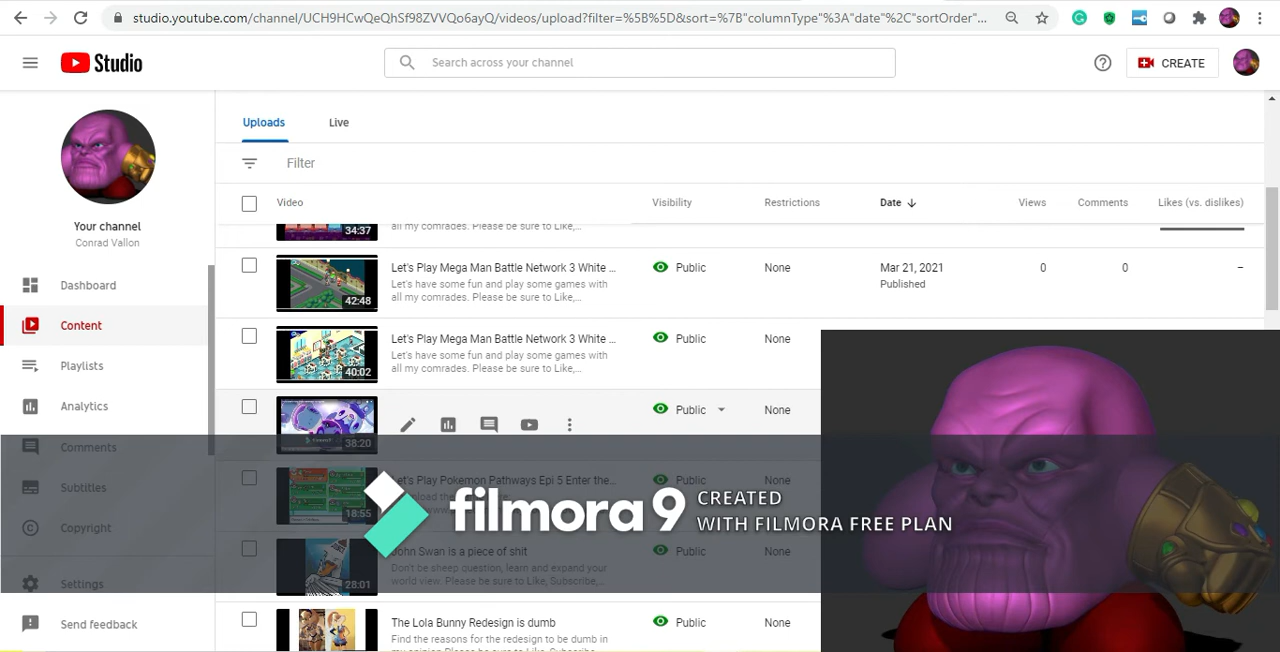 studio.youtube.com/channel/UCH9HCwQeQhSf98ZVVQo6ayQ/videos/upload?filter=%5B%5D&sort=%7B"columnType"%3A"date"%2C"sortOrder"...
Studio
Search across your channel
CREATE
Your channel
Conrad Vallon
Dashboard
Content
Playlists
Analytics
Comments
Subtitles
Copyright
Settings
Send feedback
Uploads
Live
Filter
Video
Visibility
Restrictions
Date
Views
Comments
Likes (vs. dislikes)
34:37
all my comrades. Please be sure to Like,...
42:48
Let's Play Mega Man Battle Network 3 White ...
Let's have some fun and play some games with
all my comrades. Please be sure to Like,...
Public
None
Mar 21, 2021
Published
0
0
–
40:02
Let's Play Mega Man Battle Network 3 White ...
Let's have some fun and play some games with
all my comrades. Please be sure to Like,...
Public
None
38:20
Public
None
18:55
Let's Play Pokemon Pathways Epi 5 Enter the...
Public
None
filmora9
CREATED
WITH FILMORA FREE PLAN
28:01
John Swan is a piece of shit
Don't be sheep question, learn and expand your
world view. Please be sure to Like, Subscribe,...
Public
None
The Lola Bunny Redesign is dumb
Find the reasons for the redesign to be dumb in
my opinion Please be sure to Like, Subscribe
Public
None